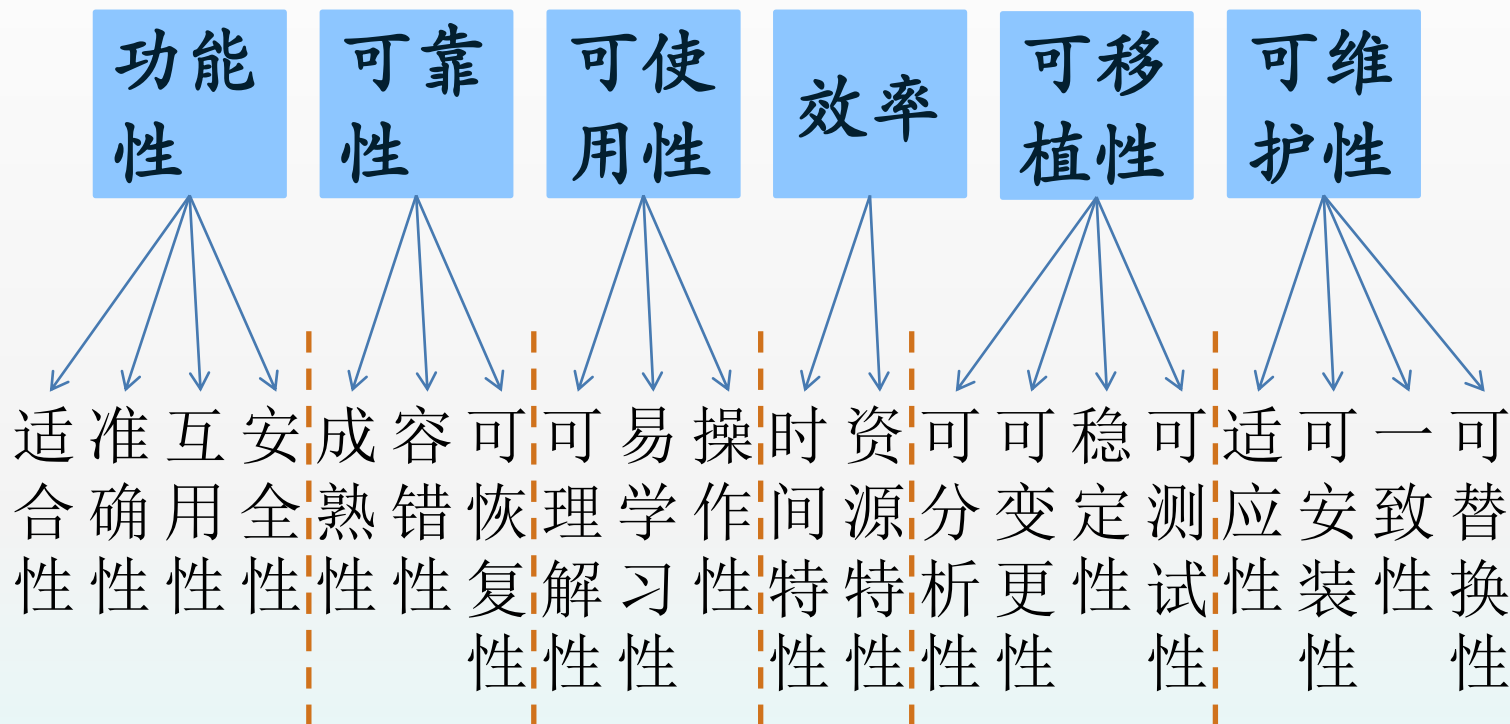 功能
性
可靠
性
可使
用性
效率
可移
植性
可维
护性
适合性
准确性
互用性
安全性
成熟性
容错性
可恢复性
可理解性
易学习性
操作性
时间特性
资源特性
可分析性
可变更性
稳定性
可测试性
适应性
可安装性
一致性
可替换性